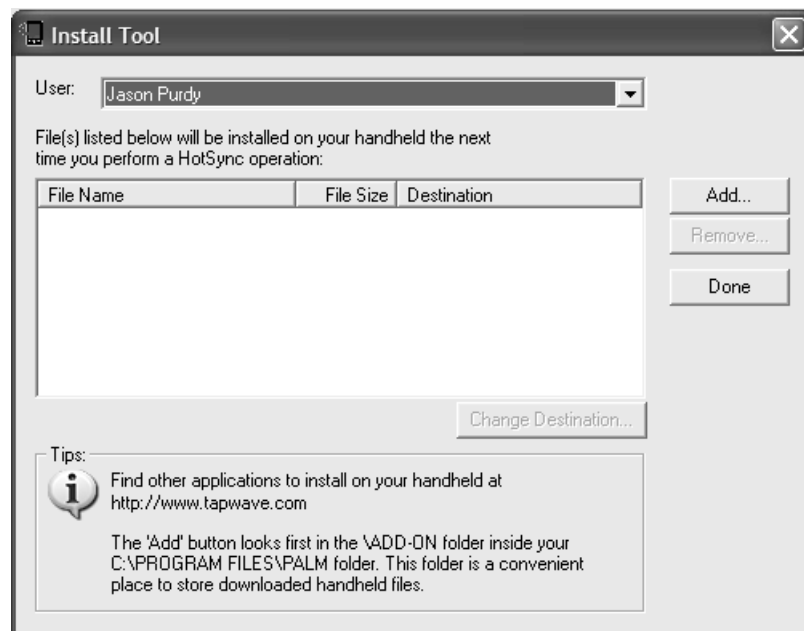 Install Tool
User: Jason Purdy
File(s) listed below will be installed on your handheld the next
time you perform a HotSync operation:
File Name File Size Destination
Add...
Remove...
Done
Change Destination...
Tips:
Find other applications to install on your handheld at
http://www.tapwave.com
The 'Add' button looks first in the \ADD-ON folder inside your
C:\PROGRAM FILES\PALM folder. This folder is a convenient
place to store downloaded handheld files.